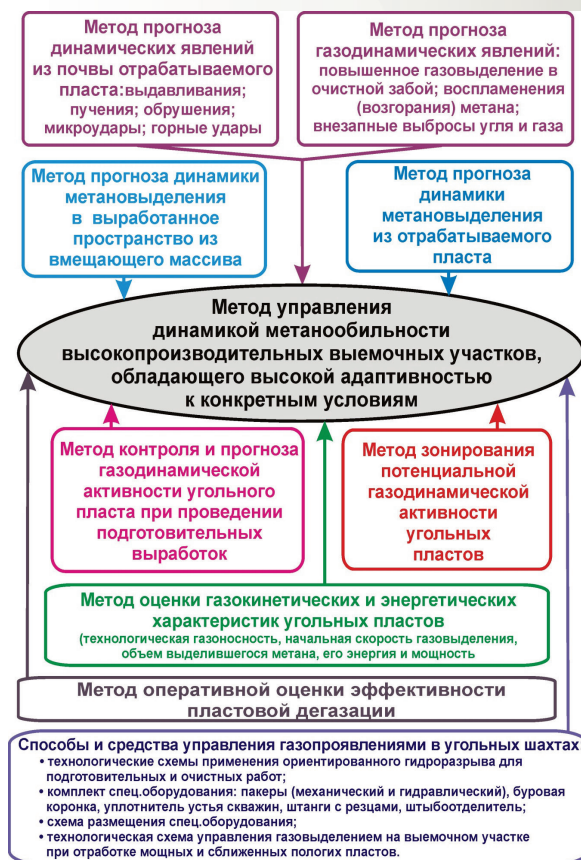 Метод прогноза
динамических явлений
из почвы отрабатываемого
пласта:выдавливания;
пучения; обрушения;
микроудары; горные удары
Метод прогноза
газодинамических явлений:
повышенное газовыделение в
очистной забой; воспламенения
(возгорания) метана;
внезапные выбросы угля и газа
Метод прогноза динамики
метановыделения
в выработанное
пространство из
вмещающего массива
Метод прогноза
динамики
метановыделения
из отрабатываемого
пласта
Метод управления
динамикой метанообильности
высокопроизводительных выемочных участков,
обладающего высокой адаптивностью
к конкретным условиям
Метод контроля и прогноза
газодинамической
активности угольного
пласта при проведении
подготовительных
выработок
Метод зонирования
потенциальной
газодинамической
активности
угольных
пластов
Метод оценки газокинетических и энергетических
характеристик угольных пластов
(технологическая газоносность, начальная скорость газовыделения,
объем выделившегося метана, его энергия и мощность
Метод оперативной оценки эффективности
пластовой дегазации
Способы и средства управления газопроявлениями в угольных шахтах:
• технологические схемы применения ориентированного гидроразрыва для
подготовительных и очистных работ;
• комплект спец.оборудования: пакеры (механический и гидравлический), буровая
коронка, уплотнитель устья скважин, штанги с резцами, штыбоотделитель;
• схема размещения спец.оборудования;
• технологическая схема управления газовыделением на выемочном участке
при отработке мощных и сближенных пологих пластов.